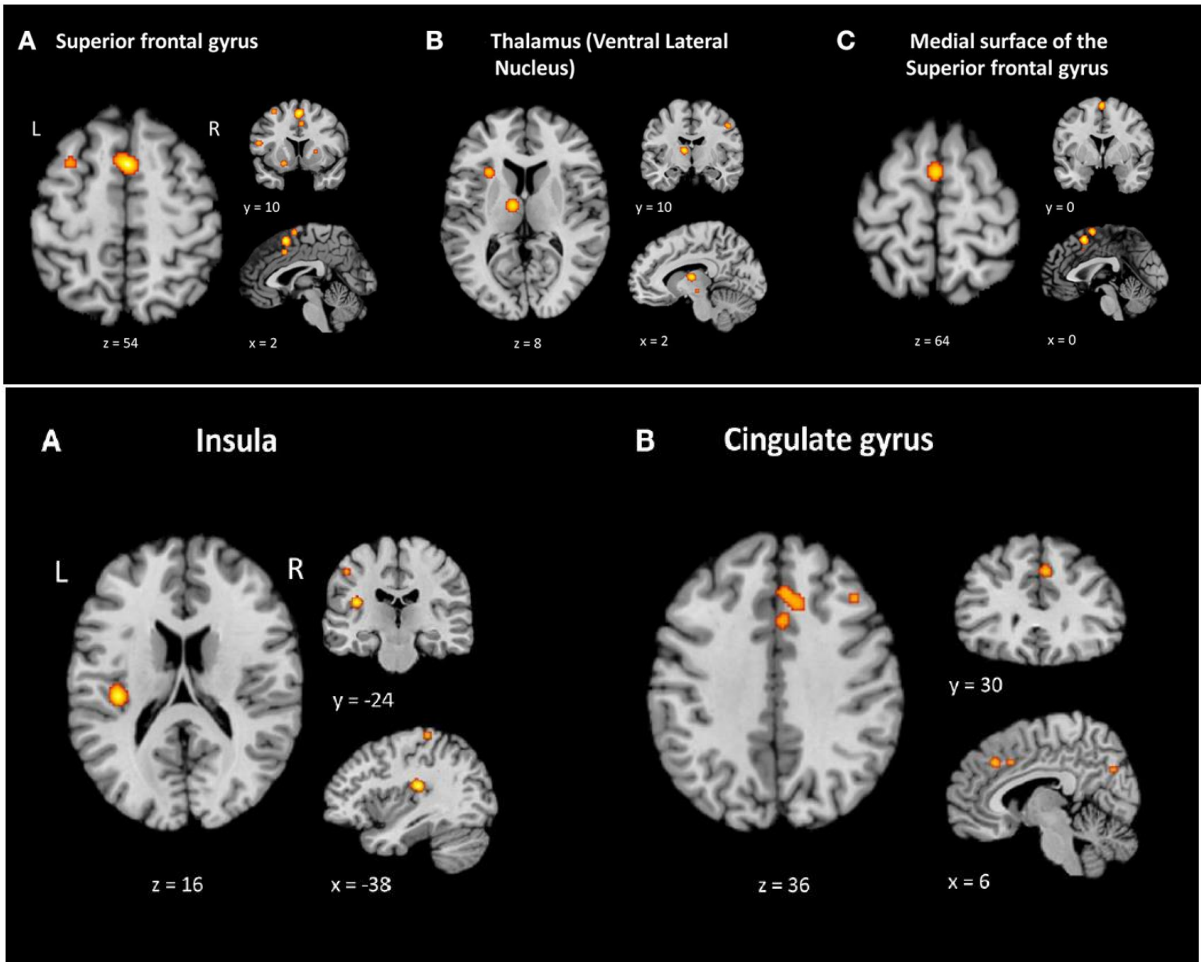 A Superior frontal gyrus
B Thalamus (Ventral Lateral
Nucleus)
C Medial surface of the
Superior frontal gyrus
L R
y = 10
z = 54
x = 2
y = 10
z = 8
x = 2
y = 0
z = 64
x = 0
A Insula
B Cingulate gyrus
L R
y = -24
z = 16
x = -38
y = 30
z = 36
x = 6